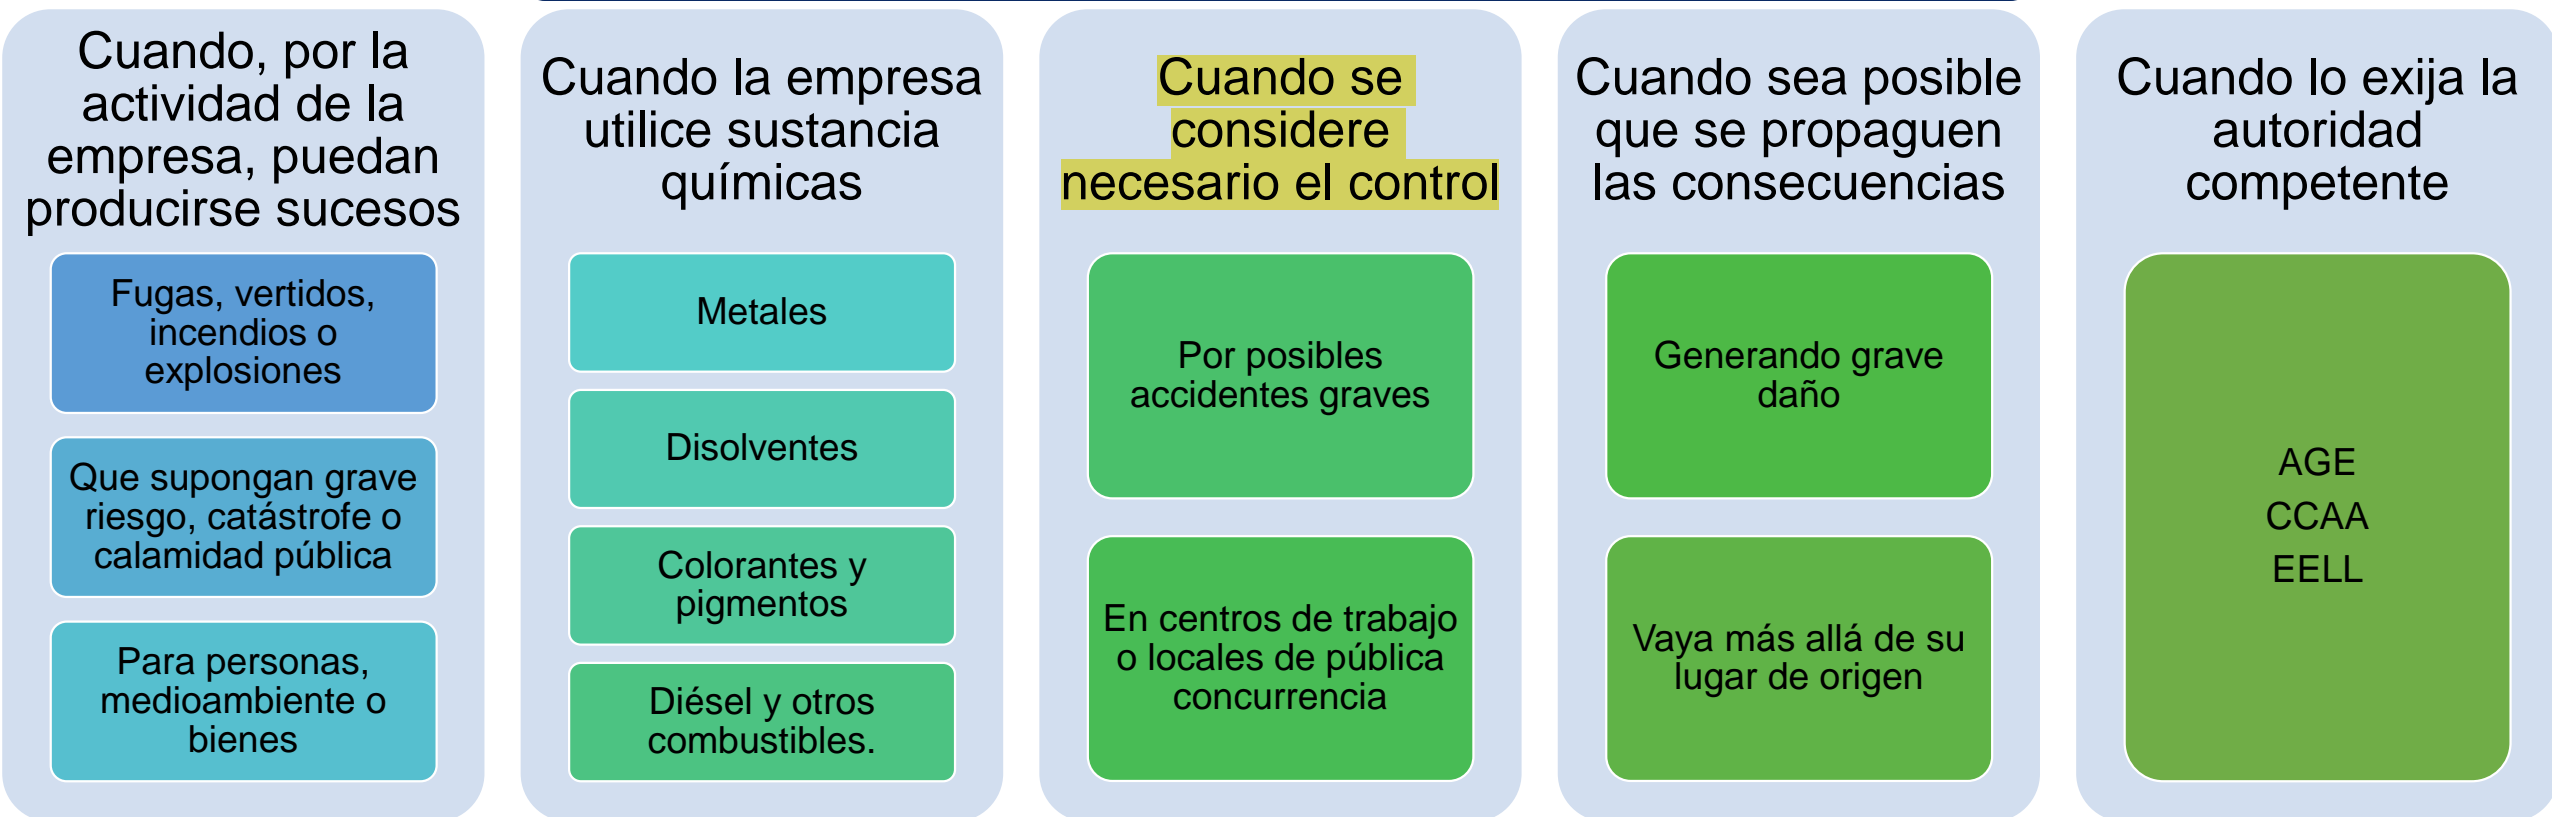 Cuando, por la
actividad de la
empresa, puedan
producirse sucesos
Fugas, vertidos,
incendios o
explosiones
Que supongan grave
riesgo, catástrofe o
calamidad pública
Para personas,
medioambiente o
bienes
Cuando la empresa
utilice sustancia
químicas
Metales
Disolventes
Colorantes y
pigmentos
Diésel y otros
combustibles.
Cuando se
considere
necesario el control
Por posibles
accidentes graves
En centros de trabajo
o locales de pública
concurrencia
Cuando sea posible
que se propaguen
las consecuencias
Generando grave
daño
Vaya más allá de su
lugar de origen
Cuando lo exija la
autoridad
competente
AGE
CCAA
EELL